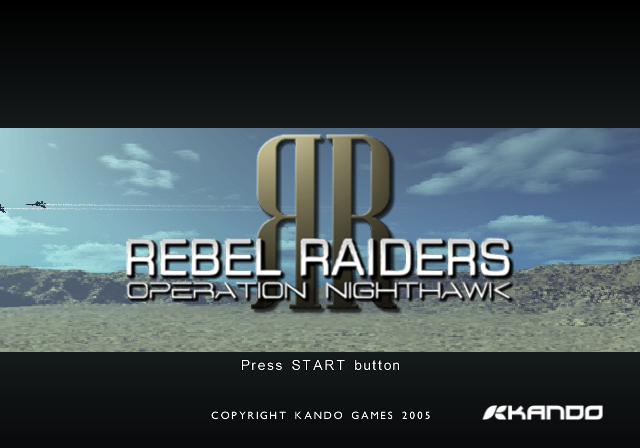 RR
REBEL RAIDERS
OPERATION NIGHTHAWK
Press START button
COPYRIGHT KANDO GAMES 2005
KANDO